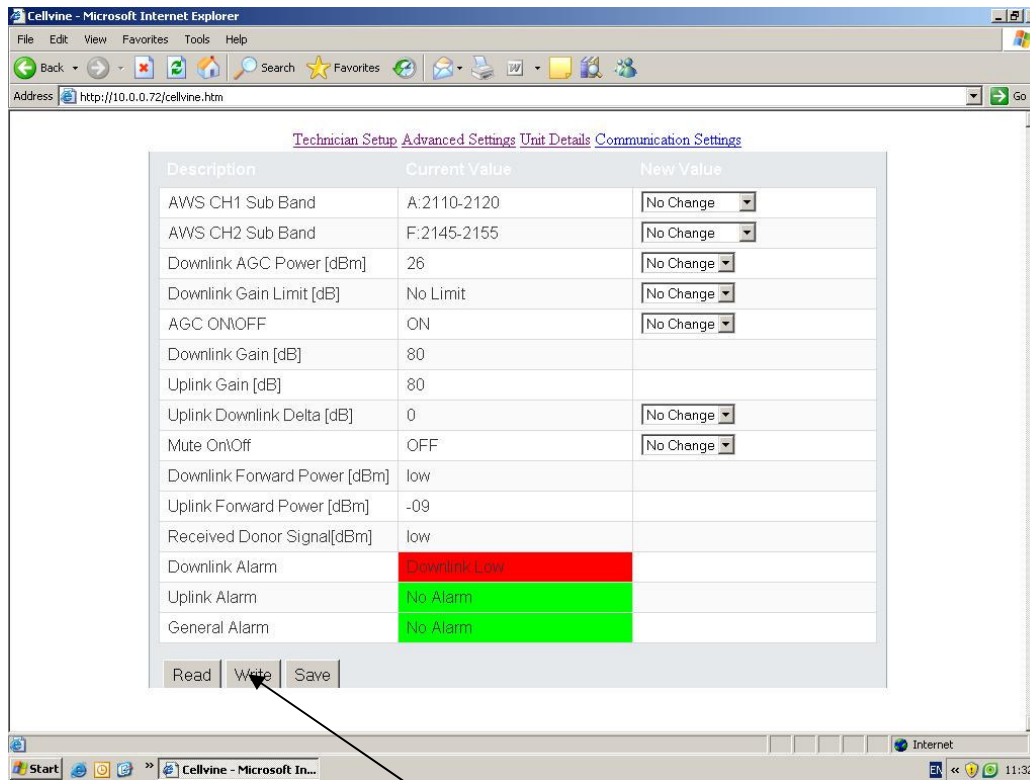 Cellvine - Microsoft Internet Explorer
File Edit View Favorites Tools Help
Back Search Favorites
Address http://10.0.0.72/cellvine.htm Go
Technician Setup Advanced Settings Unit Details Communication Settings
Description Current Value New Value
AWS CH1 Sub Band A:2110-2120 No Change
AWS CH2 Sub Band F:2145-2155 No Change
Downlink AGC Power [dBm] 26 No Change
Downlink Gain Limit [dB] No Limit No Change
AGC ON\OFF ON No Change
Downlink Gain [dB] 80
Uplink Gain [dB] 80
Uplink Downlink Delta [dB] 0 No Change
Mute On\Off OFF No Change
Downlink Forward Power [dBm] low
Uplink Forward Power [dBm] -09
Received Donor Signal[dBm] low
Downlink Alarm Downlink Low
Uplink Alarm No Alarm
General Alarm No Alarm
Read Write Save
Internet
Start » Cellvine - Microsoft In... EN «